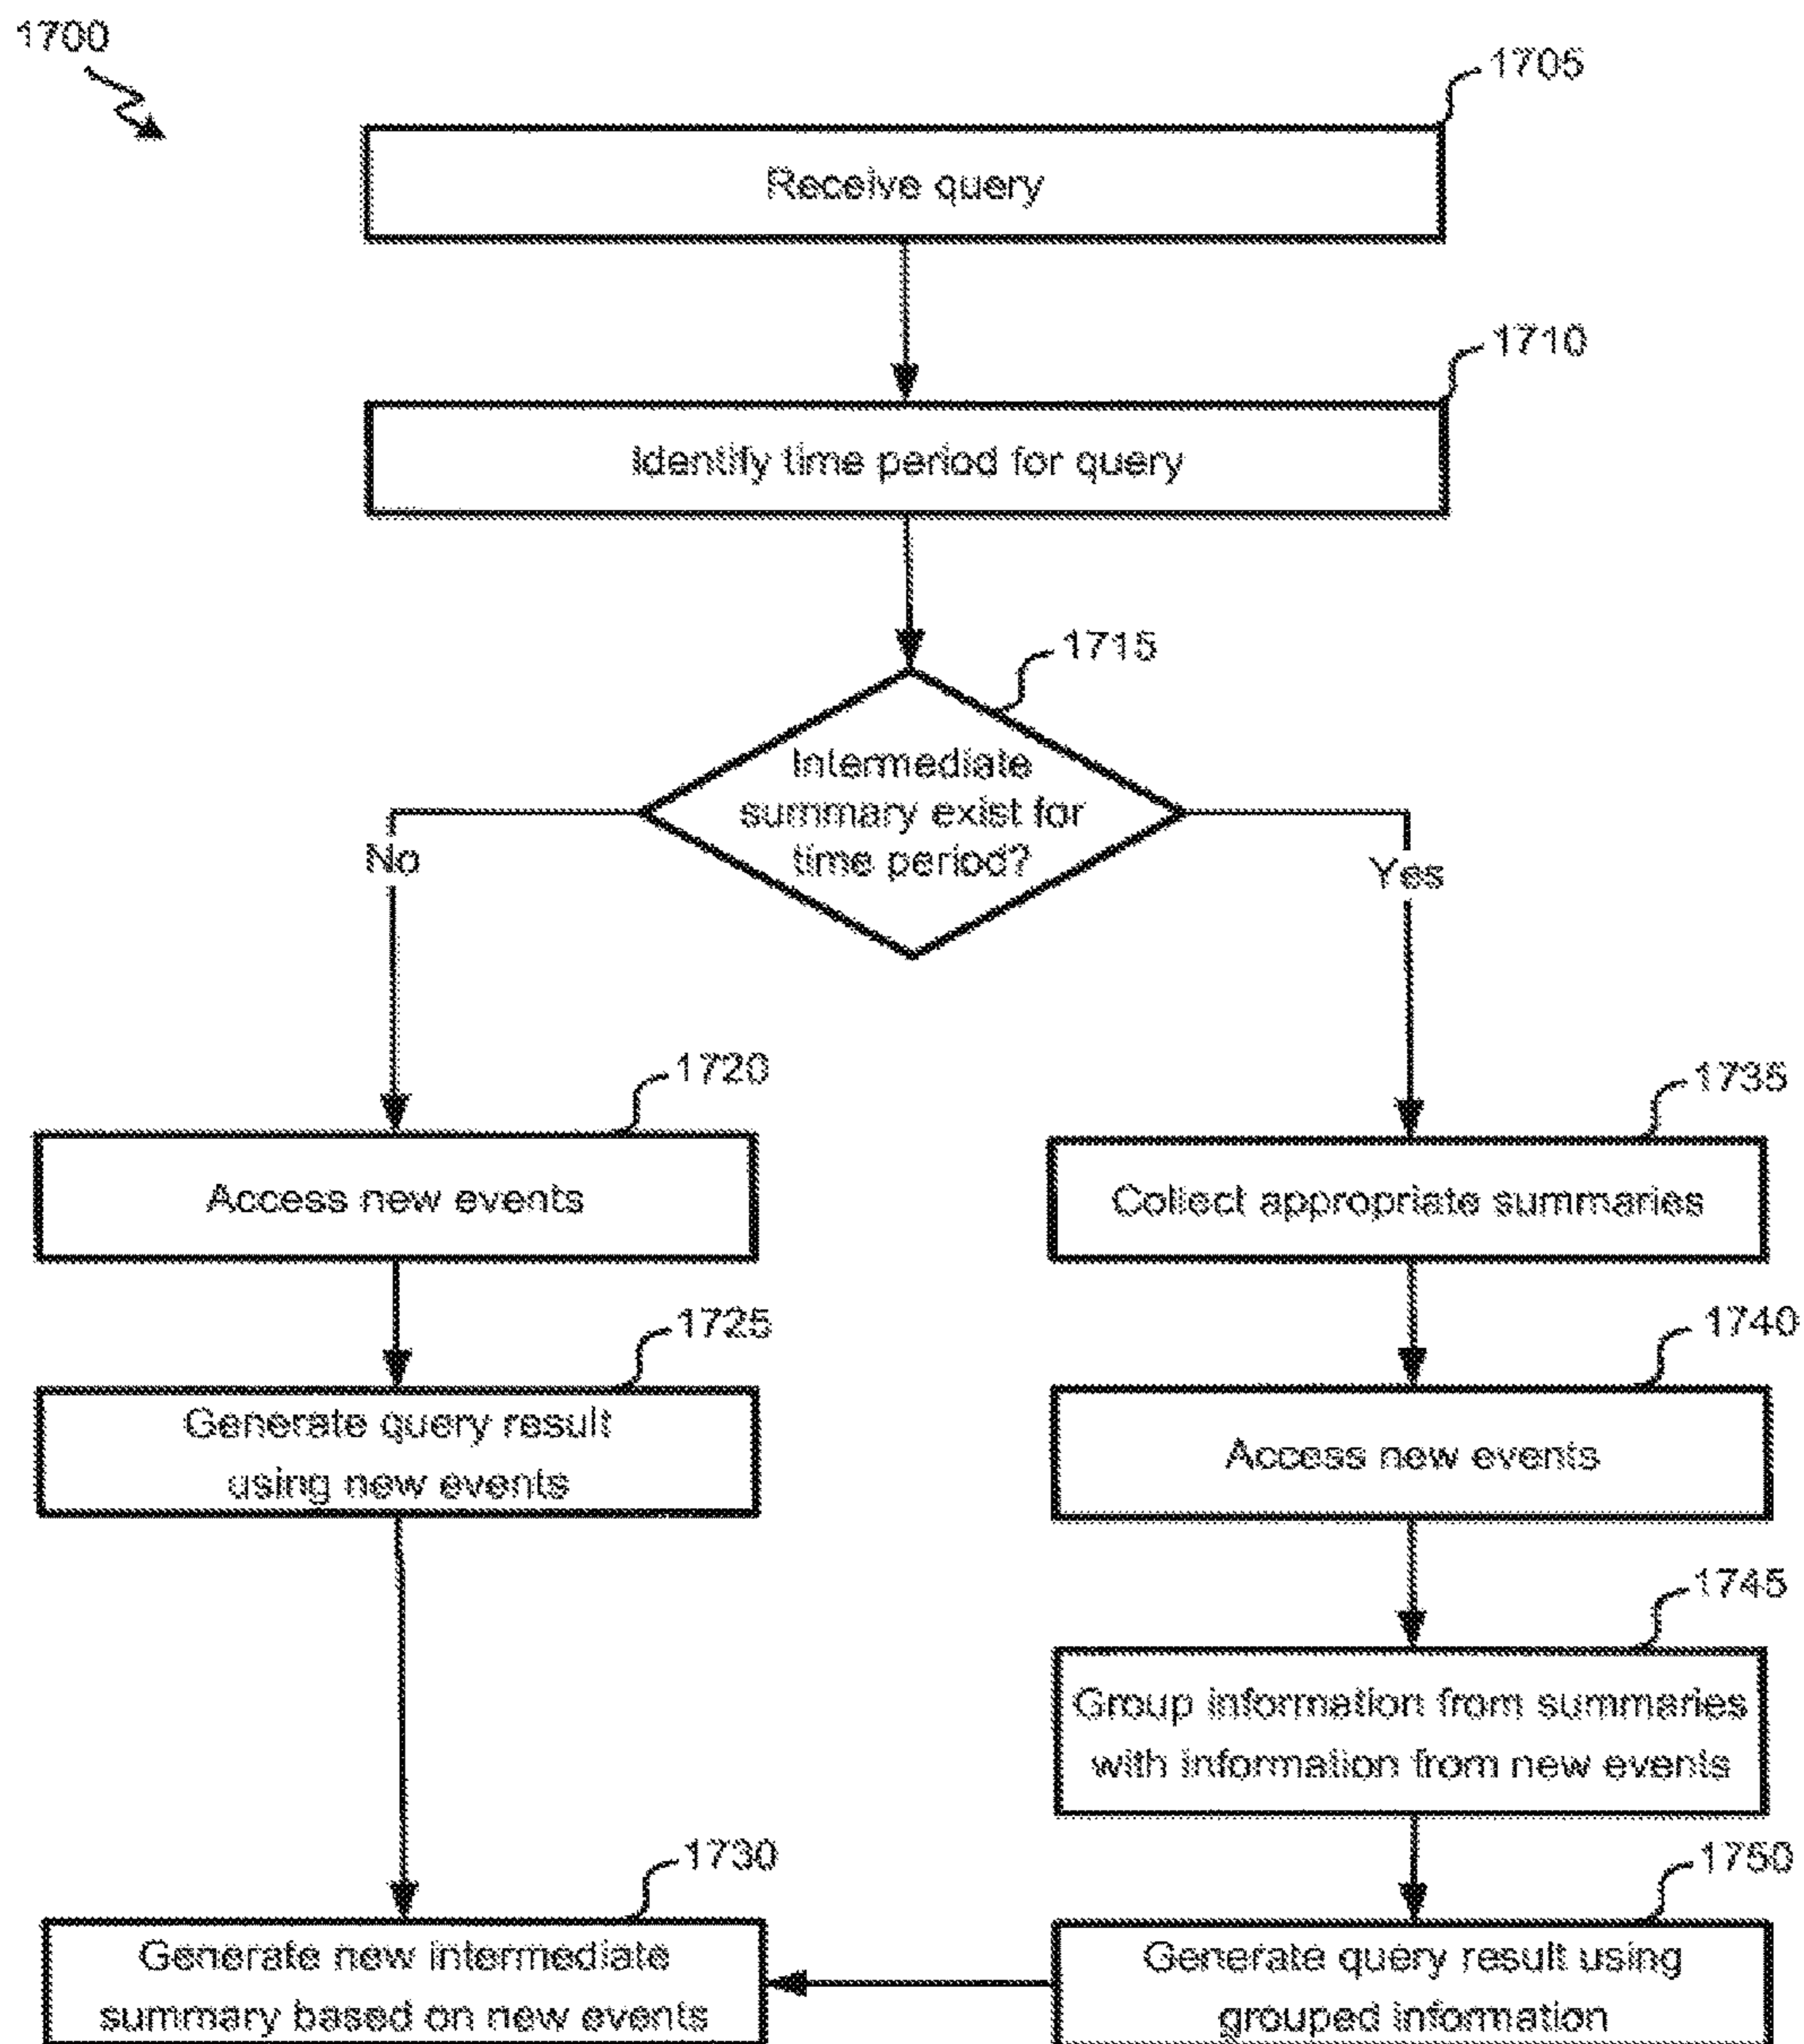 1700
1705
Receive query
1710
Identify time period for query
1715
Intermediate
summary exist for
time period?
No
Yes
1720
1735
Access new events
Collect appropriate summaries
1725
1740
Generate query result
using new events
Access new events
1745
Group information from summaries
with information from new events
1730
1750
Generate new intermediate
summary based on new events
Generate query result using
grouped information